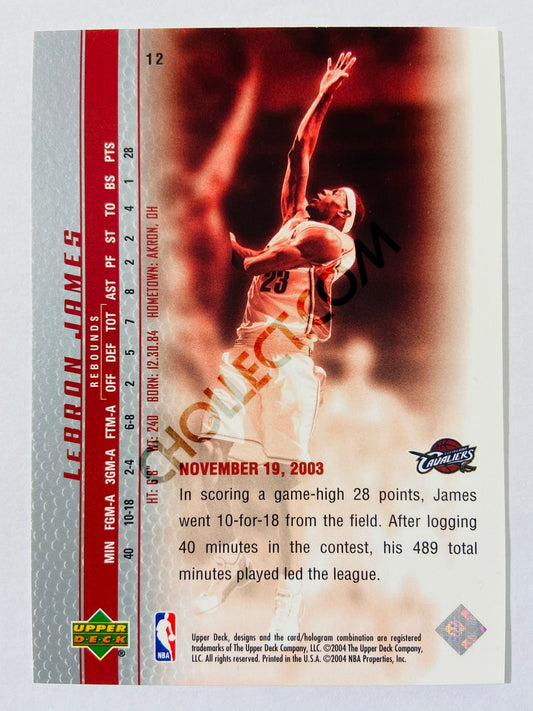 12
LeBRON JAMES
REBOUNDS
MIN FGM-A 3GM-A FTM-A OFF DEF TOT AST PF ST TO BS PTS
40 10-18 2-4 6-8 2 5 7 8 2 2 4 1 28
HT: 6'8" WT: 240 BORN: 12.30.84 HOMETOWN: AKRON, OH
23
CHOLLECT.COM
CAVALIERS
NOVEMBER 19, 2003
In scoring a game-high 28 points, James
went 10-for-18 from the field. After logging
40 minutes in the contest, his 489 total
minutes played led the league.
UPPER
DECK
®
NBA
Upper Deck, designs and the card/hologram combination are registered
trademarks of The Upper Deck Company, LLC. ©2004 The Upper Deck Company,
LLC. All rights reserved. Printed in the U.S.A. ©2004 NBA Properties, Inc.